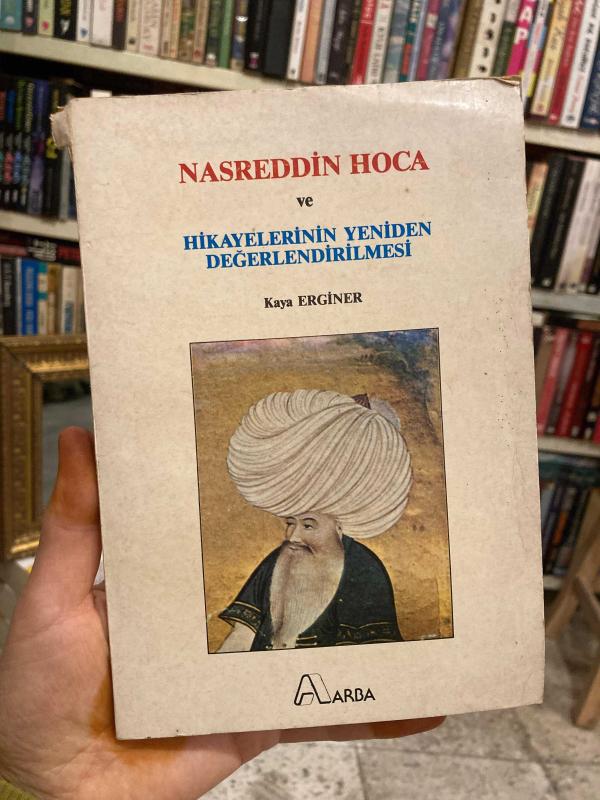 NASREDDİN HOCA
ve
HİKAYELERİNİN YENİDEN
DEĞERLENDİRİLMESİ
Kaya ERGİNER
ARBA